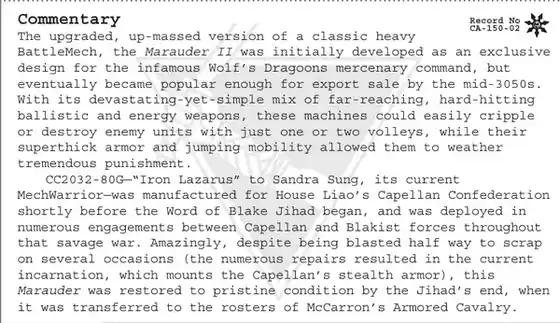 Commentary
Record No
CA-150-02
The upgraded, up-massed version of a classic heavy
BattleMech, the Marauder II was initially developed as an exclusive
design for the infamous Wolf's Dragoons mercenary command, but
eventually became popular enough for export sale by the mid-3050s.
With its devastating-yet-simple mix of far-reaching, hard-hitting
ballistic and energy weapons, these machines could easily cripple
or destroy enemy units with just one or two volleys, while their
superthick armor and jumping mobility allowed them to weather
tremendous punishment.
CC2032-80G—"Iron Lazarus" to Sandra Sung, its current
MechWarrior—was manufactured for House Liao's Capellan Confederation
shortly before the Word of Blake Jihad began, and was deployed in
numerous engagements between Capellan and Blakist forces throughout
that savage war. Amazingly, despite being blasted half way to scrap
on several occasions (the numerous repairs resulted in the current
incarnation, which mounts the Capellan's stealth armor), this
Marauder was restored to pristine condition by the Jihad's end, when
it was transferred to the rosters of McCarron's Armored Cavalry.